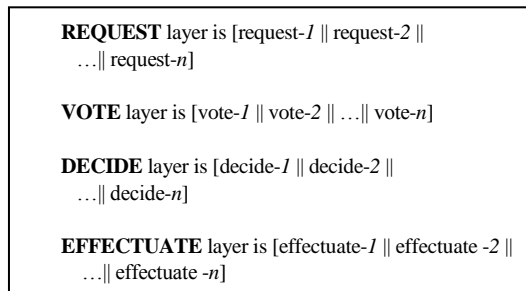 REQUEST layer is [request-1 || request-2 ||
…|| request-n]
VOTE layer is [vote-1 || vote-2 || …|| vote-n]
DECIDE layer is [decide-1 || decide-2 ||
…|| decide-n]
EFFECTUATE layer is [effectuate-1 || effectuate -2 ||
…|| effectuate -n]